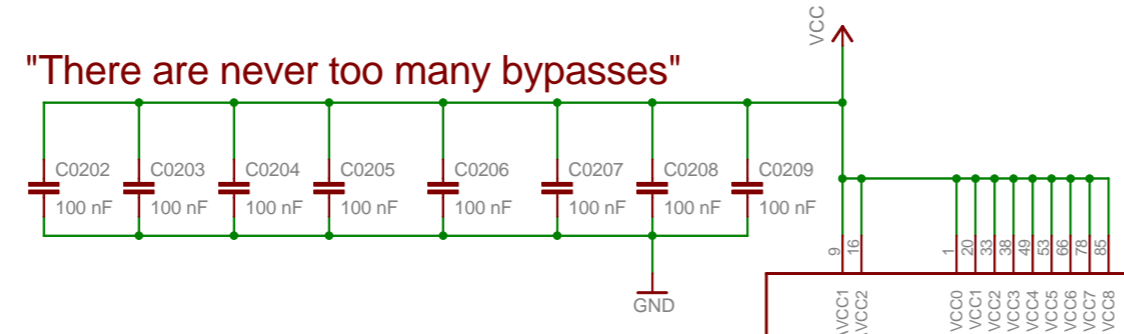 VCC
"There are never too many bypasses"
C0202 C0203 C0204 C0205 C0206 C0207 C0208 C0209
100 nF 100 nF 100 nF 100 nF 100 nF 100 nF 100 nF 100 nF
GND
9 16 1 20 33 38 49 53 66 78 85
AVCC1 AVCC2 VCC0 VCC1 VCC2 VCC3 VCC4 VCC5 VCC6 VCC7 VCC8